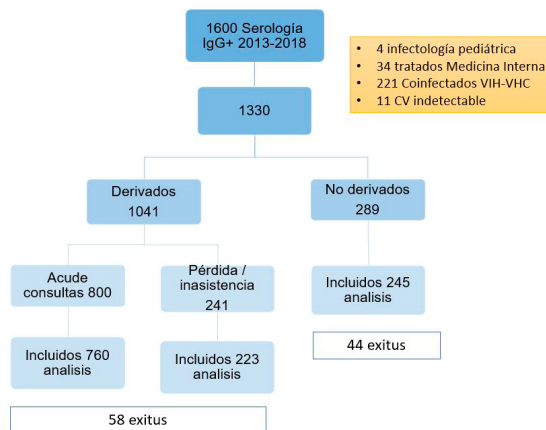 1600 Serología
IgG+ 2013-2018
• 4 infectología pediátrica
• 34 tratados Medicina Interna
• 221 Coinfectados VIH-VHC
• 11 CV indetectable
1330
Derivados
1041
No derivados
289
Acude
consultas 800
Pérdida /
inasistencia
241
Incluidos 245
analisis
Incluidos 760
analisis
Incluidos 223
analisis
44 exitus
58 exitus